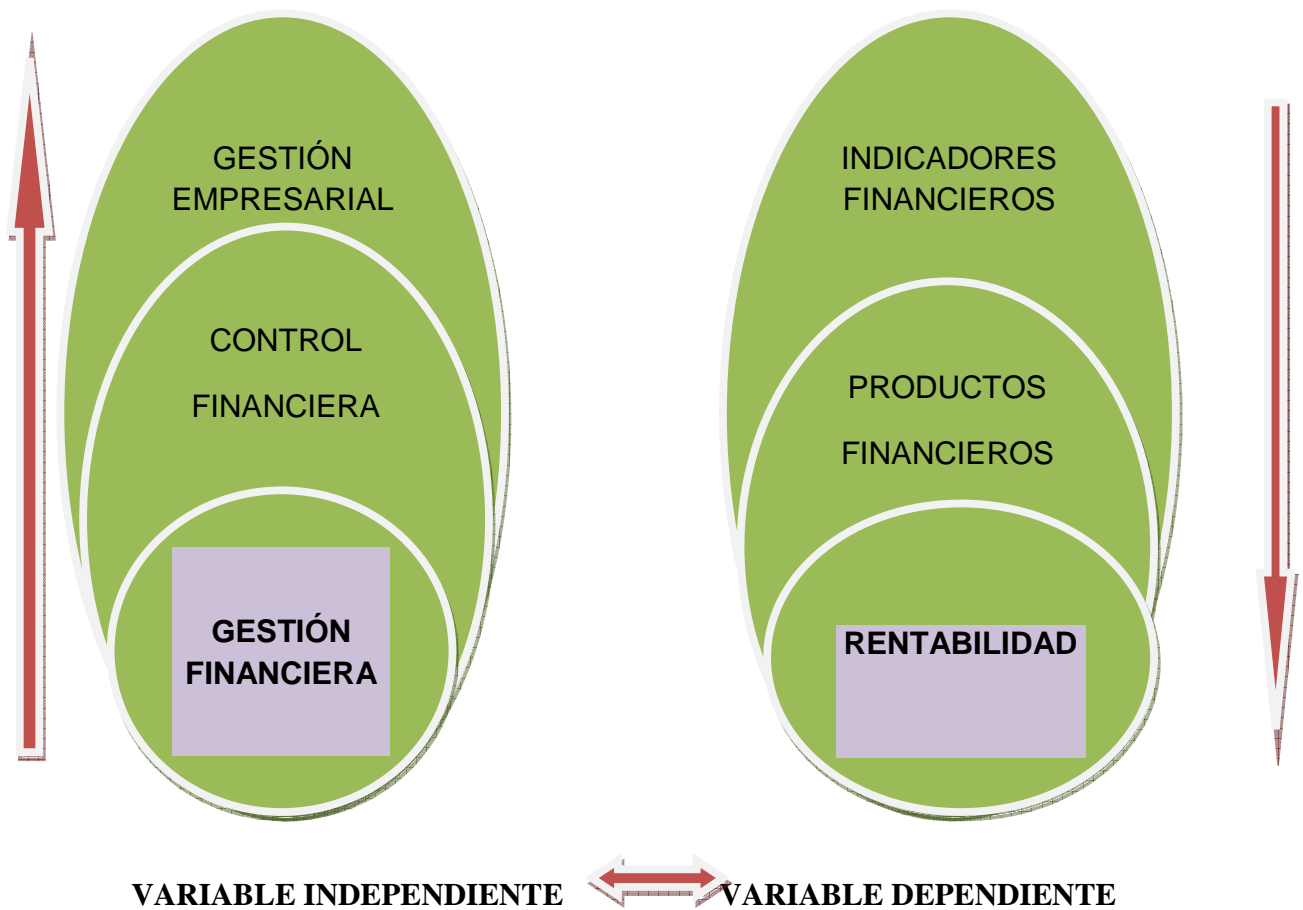 GESTIÓN
EMPRESARIAL
CONTROL
FINANCIERA
GESTIÓN
FINANCIERA
INDICADORES
FINANCIEROS
PRODUCTOS
FINANCIEROS
RENTABILIDAD
VARIABLE INDEPENDIENTE
VARIABLE DEPENDIENTE